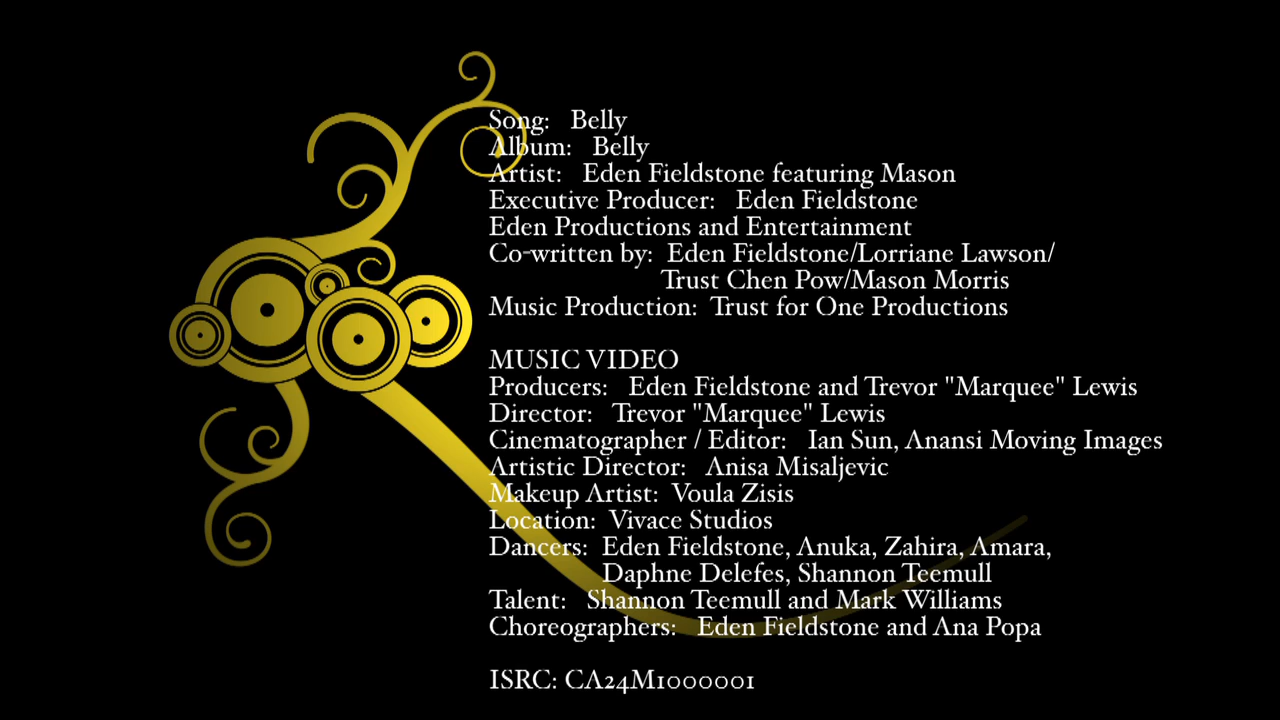 Song: Belly
Album: Belly
Artist: Eden Fieldstone featuring Mason
Executive Producer: Eden Fieldstone
Eden Productions and Entertainment
Co-written by: Eden Fieldstone/Lorriane Lawson/
Trust Chen Pow/Mason Morris
Music Production: Trust for One Productions
MUSIC VIDEO
Producers: Eden Fieldstone and Trevor "Marquee" Lewis
Director: Trevor "Marquee" Lewis
Cinematographer / Editor: Ian Sun, Anansi Moving Images
Artistic Director: Anisa Misaljevic
Makeup Artist: Voula Zisis
Location: Vivace Studios
Dancers: Eden Fieldstone, Anuka, Zahira, Amara,
Daphne Delefes, Shannon Teemull
Talent: Shannon Teemull and Mark Williams
Choreographers: Eden Fieldstone and Ana Popa
ISRC: CA24M1000001